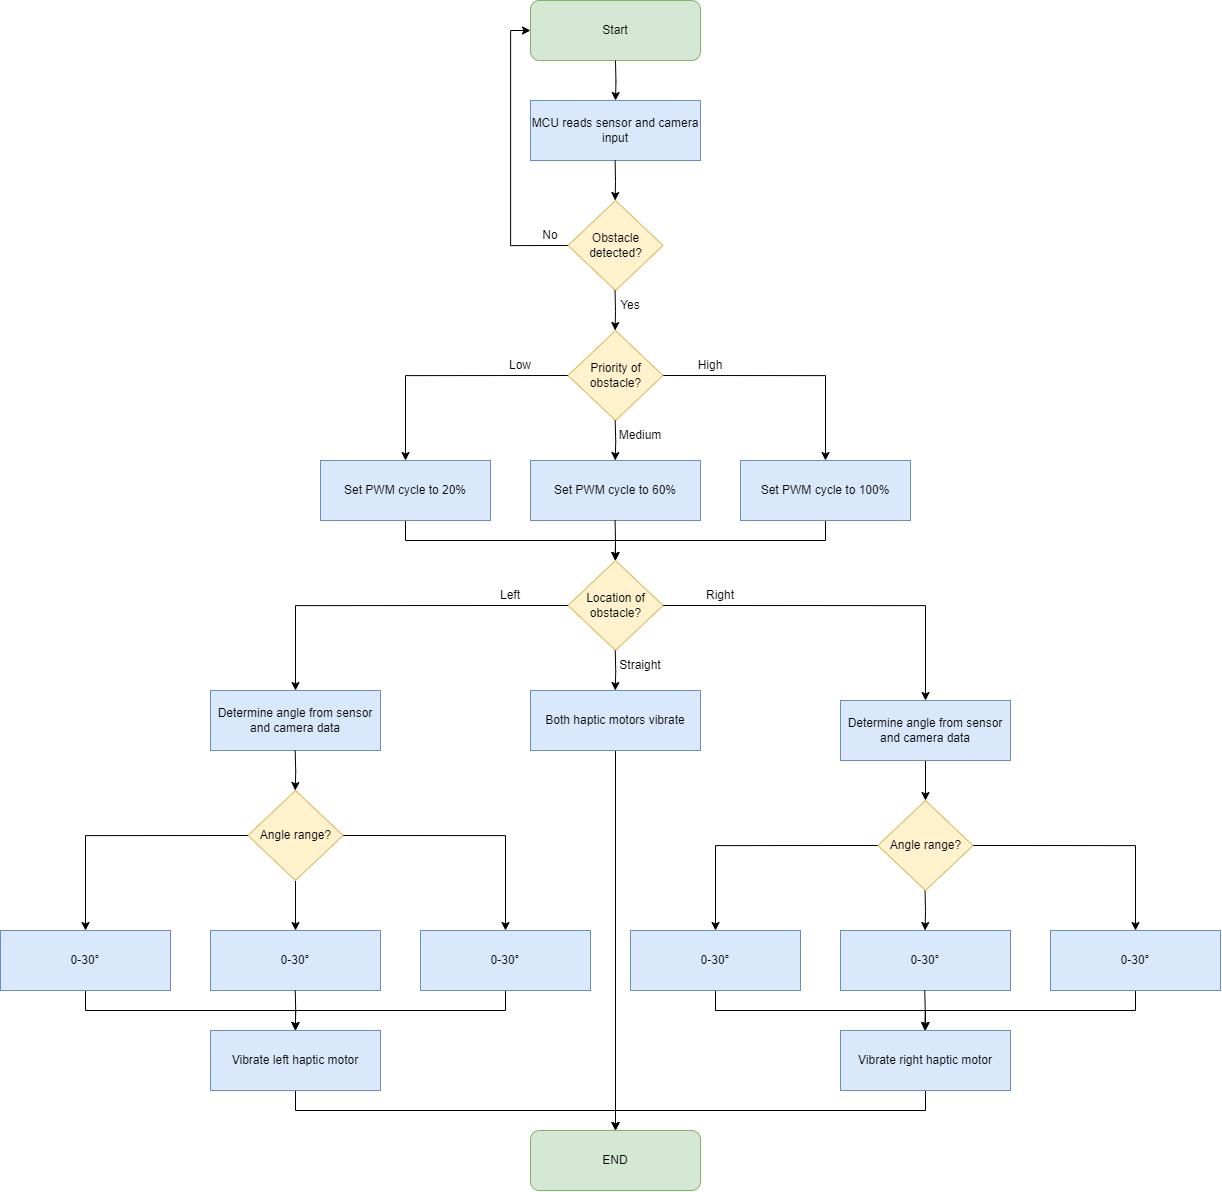 Start
MCU reads sensor and camera
input
No
Obstacle
detected?
Yes
Low
Priority of
obstacle?
High
Medium
Set PWM cycle to 20%
Set PWM cycle to 60%
Set PWM cycle to 100%
Left
Location of
obstacle?
Right
Straight
Determine angle from sensor
and camera data
Both haptic motors vibrate
Determine angle from sensor
and camera data
Angle range?
Angle range?
0-30°
0-30°
0-30°
0-30°
0-30°
0-30°
Vibrate left haptic motor
Vibrate right haptic motor
END